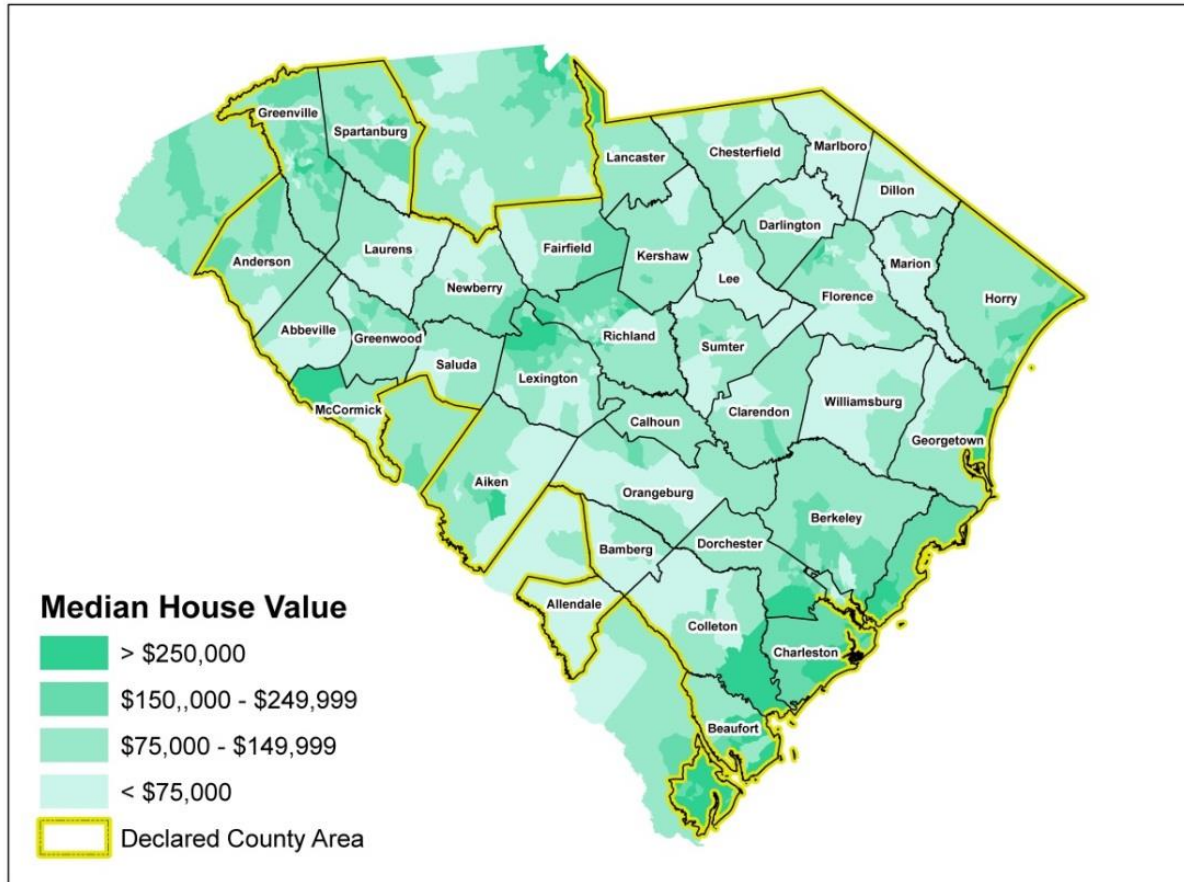 Greenville
Spartanburg
Lancaster
Chesterfield
Marlboro
Dillon
Darlington
Laurens
Fairfield
Kershaw
Anderson
Newberry
Lee
Marion
Florence
Horry
Abbeville
Greenwood
Richland
Sumter
Saluda
Lexington
McCormick
Calhoun
Clarendon
Williamsburg
Georgetown
Aiken
Orangeburg
Berkeley
Bamberg
Dorchester
Allendale
Colleton
Charleston
Beaufort
Median House Value
> $250,000
$150,,000 - $249,999
$75,000 - $149,999
< $75,000
Declared County Area